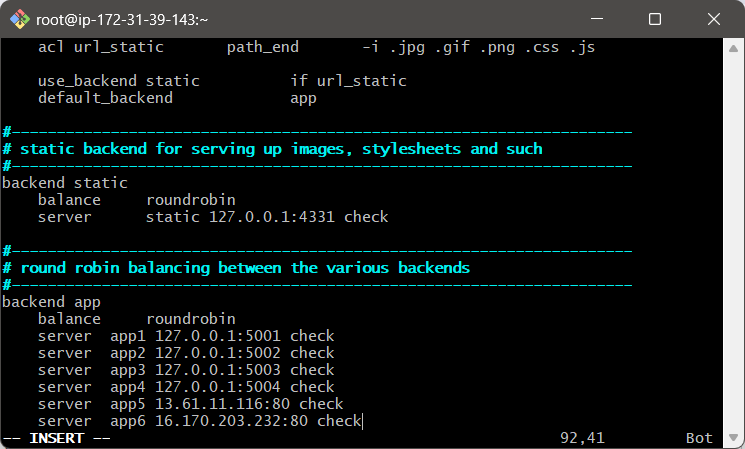 root@ip-172-31-39-143:~
    acl url_static       path_end       -i .jpg .gif .png .css .js

    use_backend static             if url_static
    default_backend                app

#---------------------------------------------------------------------
# static backend for serving up images, stylesheets and such
#---------------------------------------------------------------------
backend static
    balance     roundrobin
    server      static 127.0.0.1:4331 check

#---------------------------------------------------------------------
# round robin balancing between the various backends
#---------------------------------------------------------------------
backend app
    balance     roundrobin
    server  app1 127.0.0.1:5001 check
    server  app2 127.0.0.1:5002 check
    server  app3 127.0.0.1:5003 check
    server  app4 127.0.0.1:5004 check
    server  app5 13.61.11.116:80 check
    server  app6 16.170.203.232:80 check
-- INSERT --                                                  92,41         Bot